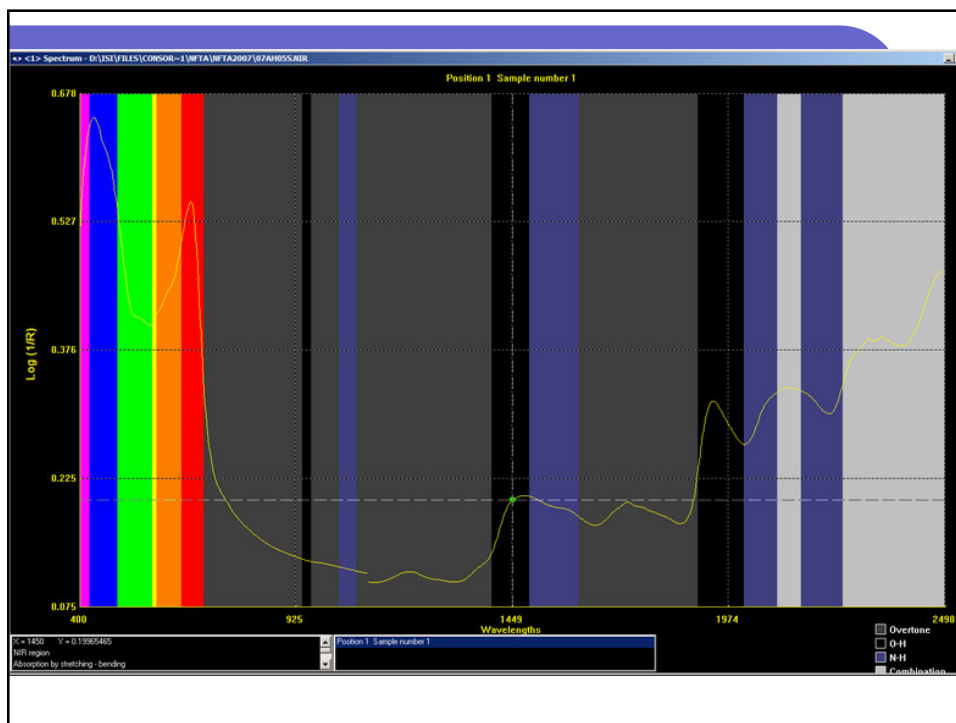 <1> Spectrum - D:\ISI\FILES\CONSOR~1\NFTA\NFTA2007\07AH05S.NIR
Position 1 Sample number 1
0.678
0.527
0.376
0.225
0.075
Log (1/R)
400 925 1449 1974 2498
Wavelengths
X = 1450 Y = 0.19965465
NIR region
Absorption by stretching - bending
Position 1 Sample number 1
Overtone
O-H
N-H
Combination